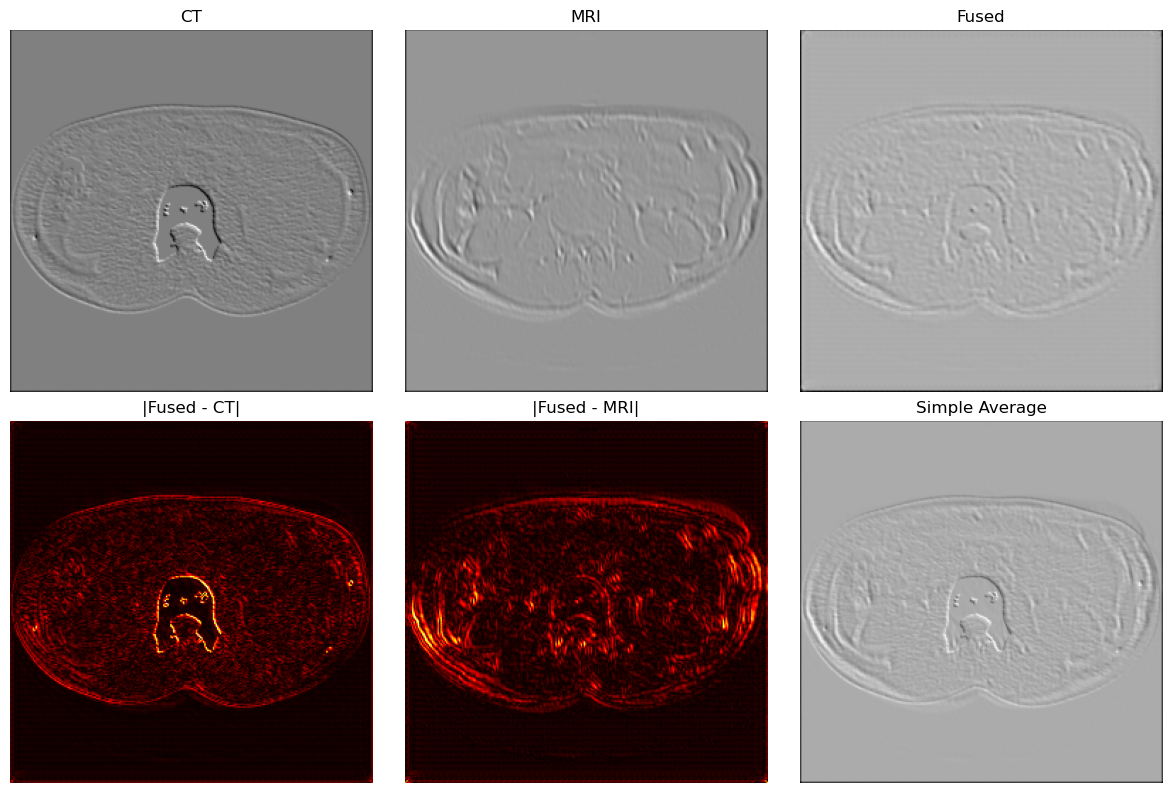 CT
MRI
Fused
|Fused - CT|
|Fused - MRI|
Simple Average